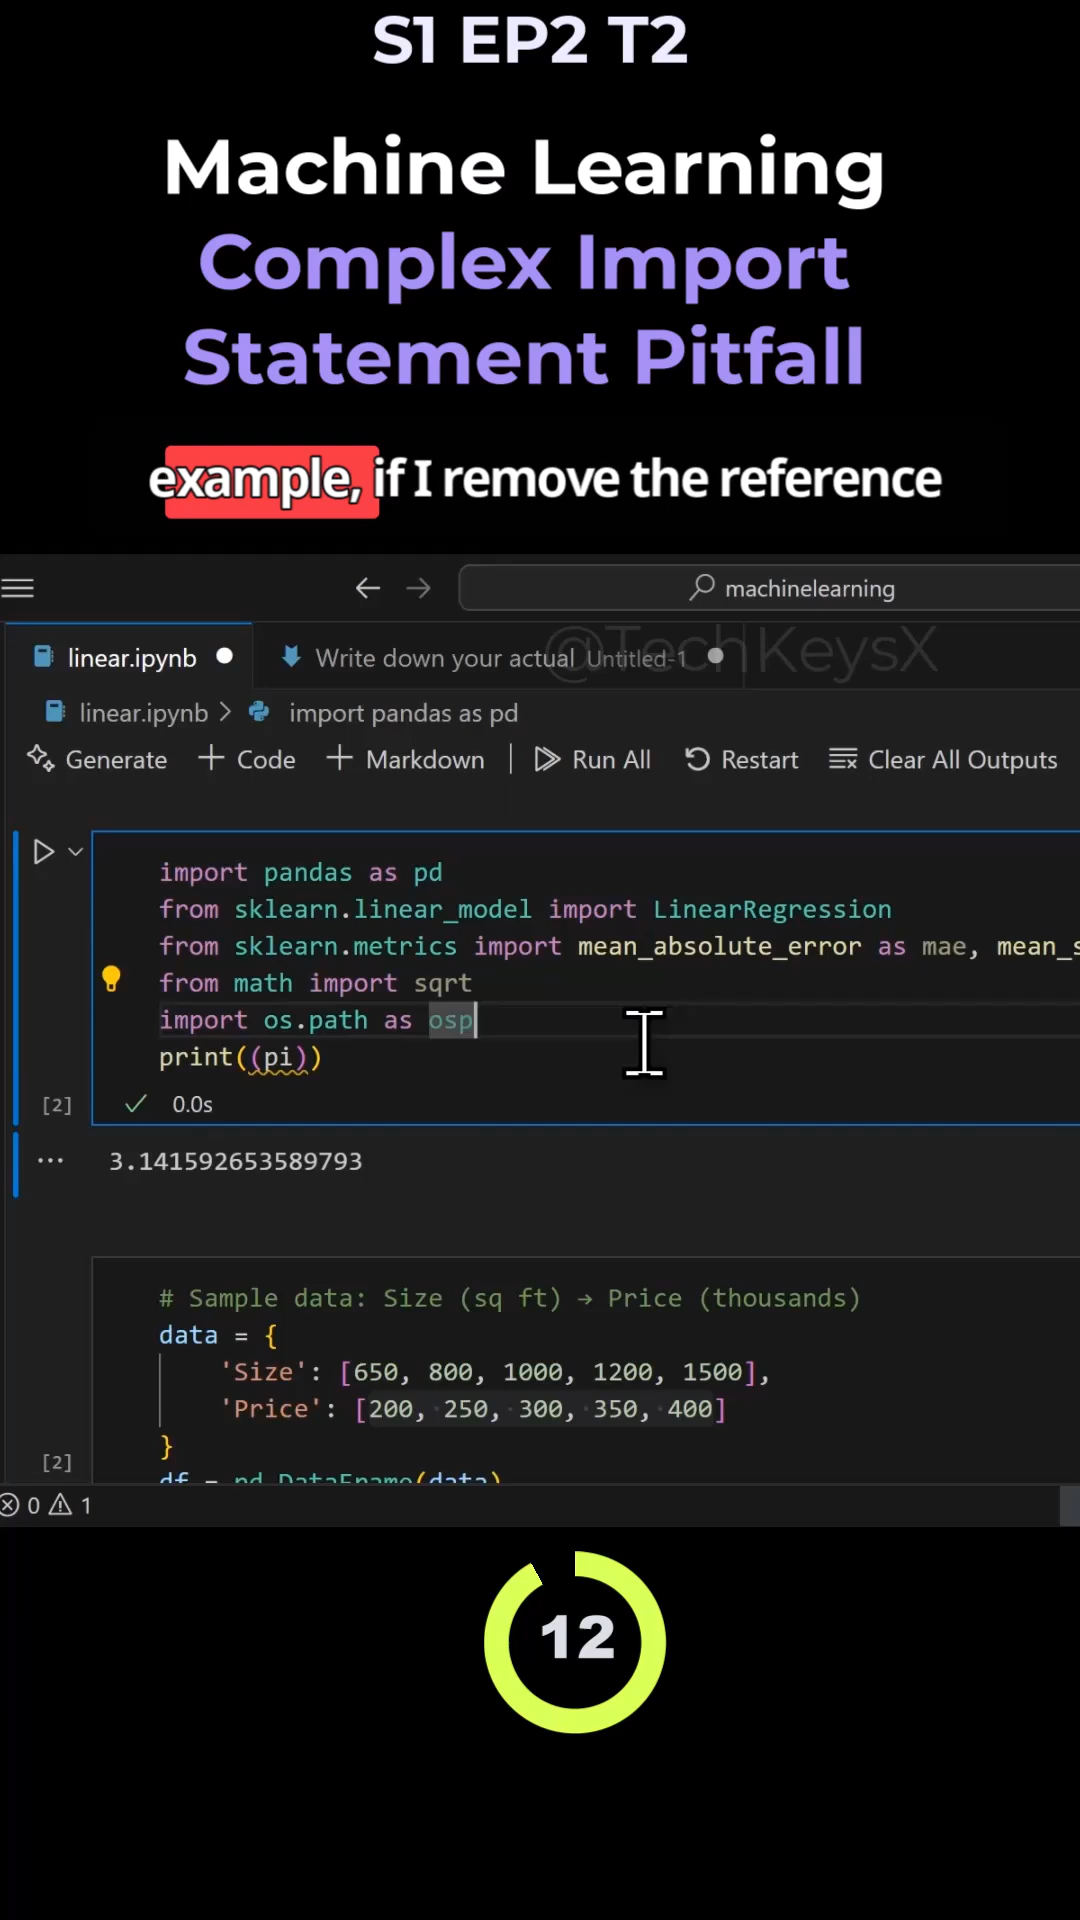 S1 EP2 T2
Machine Learning
Complex Import
Statement Pitfall
example, if I remove the reference
machinelearning
@TechKeysX
linear.ipynb
Write down your actual Untitled-1
linear.ipynb > import pandas as pd
Generate + Code + Markdown | Run All Restart Clear All Outputs
import pandas as pd
from sklearn.linear_model import LinearRegression
from sklearn.metrics import mean_absolute_error as mae, mean_s
from math import sqrt
import os.path as osp
print((pi))
[2] ✓ 0.0s
... 3.141592653589793
# Sample data: Size (sq ft) → Price (thousands)
data = {
'Size': [650, 800, 1000, 1200, 1500],
'Price': [200, 250, 300, 350, 400]
}
[2]
df = pd.DataFrame(data)
0 1
12